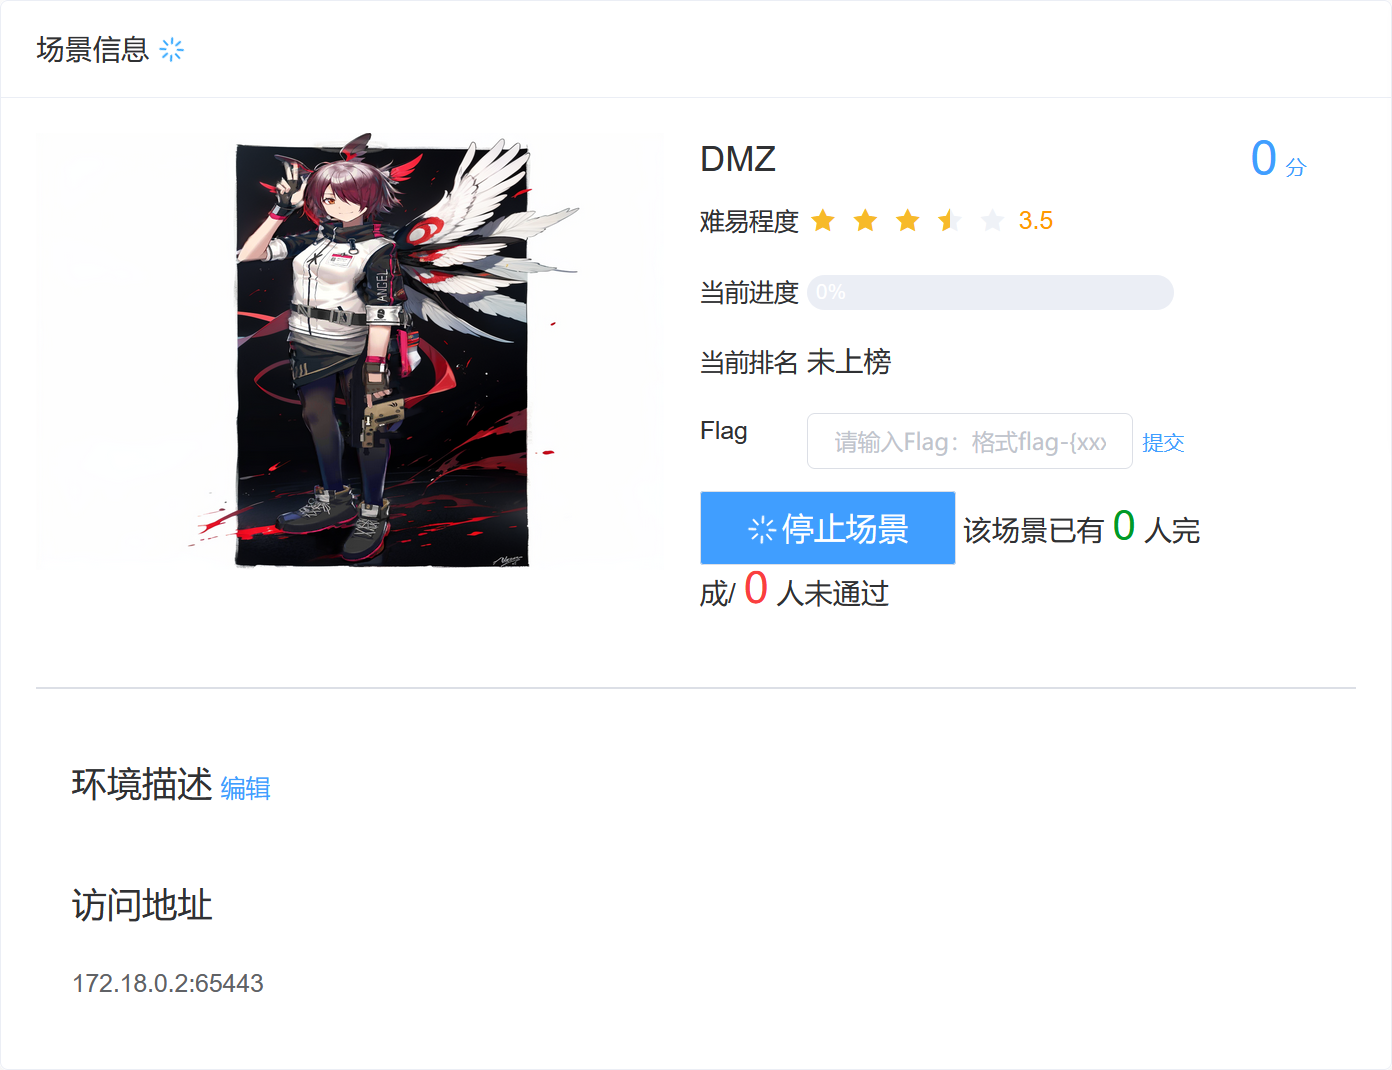 场景信息
DMZ
0 分
难易程度 3.5
当前进度 0%
当前排名 未上榜
Flag 请输入Flag：格式flag-{xxx 提交
停止场景 该场景已有 0 人完
成/ 0 人未通过
环境描述 编辑
访问地址
172.18.0.2:65443
ANGEL